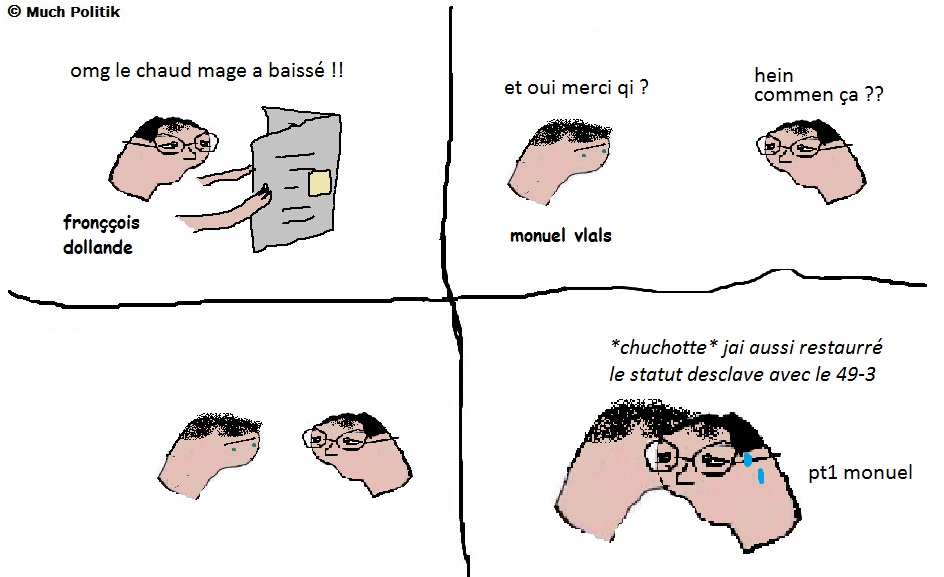 © Much Politik
omg le chaud mage a baissé !!
fronççois
dollande
et oui merci qi ?
hein
commen ça ??
monuel vlals
*chuchotte* jai aussi restaurré
le statut desclave avec le 49-3
pt1 monuel